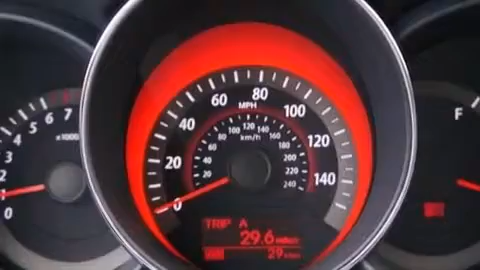 1 2 3 4 5 6 7
x1000
0
0 20 40 60 80 100 120 140
MPH
20 40 60 80 100 120 140 160 180 200 220 240
km/h
TRIP A
29.6
29
F